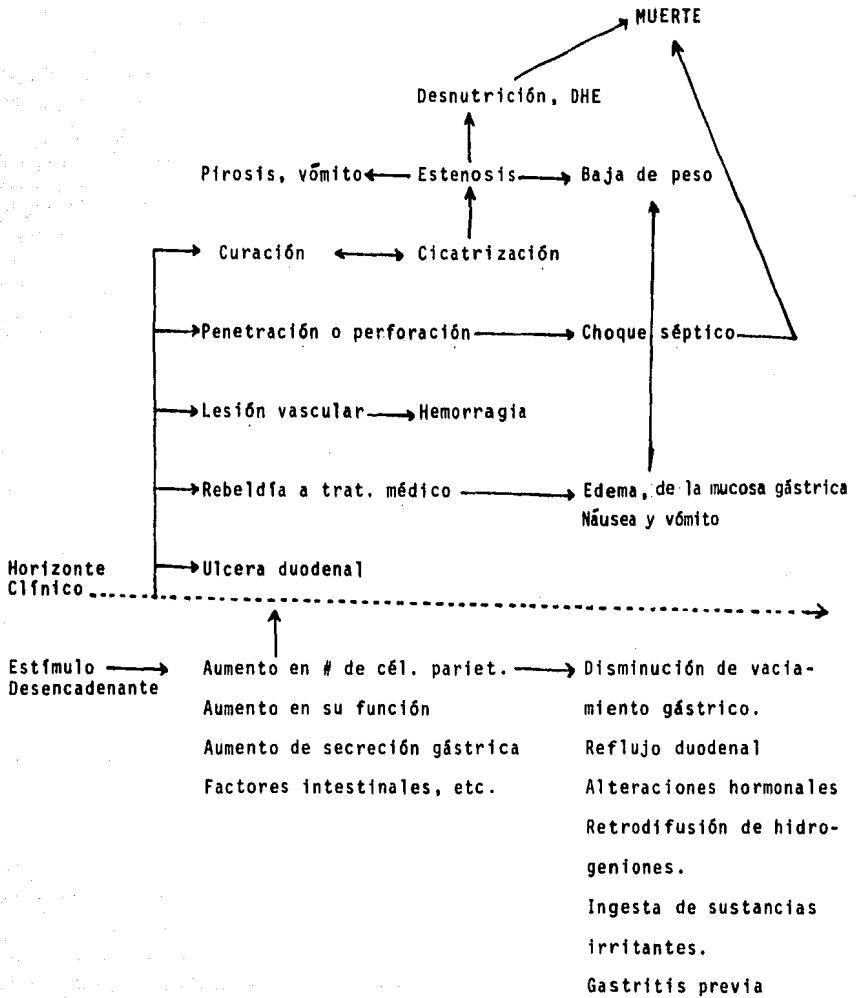 MUERTE
Desnutrición, DHE
Pirosis, vómito Estenosis Baja de peso
Curación Cicatrización
Penetración o perforación Choque séptico
Lesión vascular Hemorragia
Rebeldía a trat. médico Edema, de la mucosa gástrica
Náusea y vómito
Horizonte Ulcera duodenal
Clínico
Estímulo Aumento en # de cél. pariet. Disminución de vacia-
Desencadenante
Aumento en su función miento gástrico.
Aumento de secreción gástrica Reflujo duodenal
Factores intestinales, etc. Alteraciones hormonales
Retrodifusión de hidro-
geniones.
Ingesta de sustancias
irritantes.
Gastritis previa